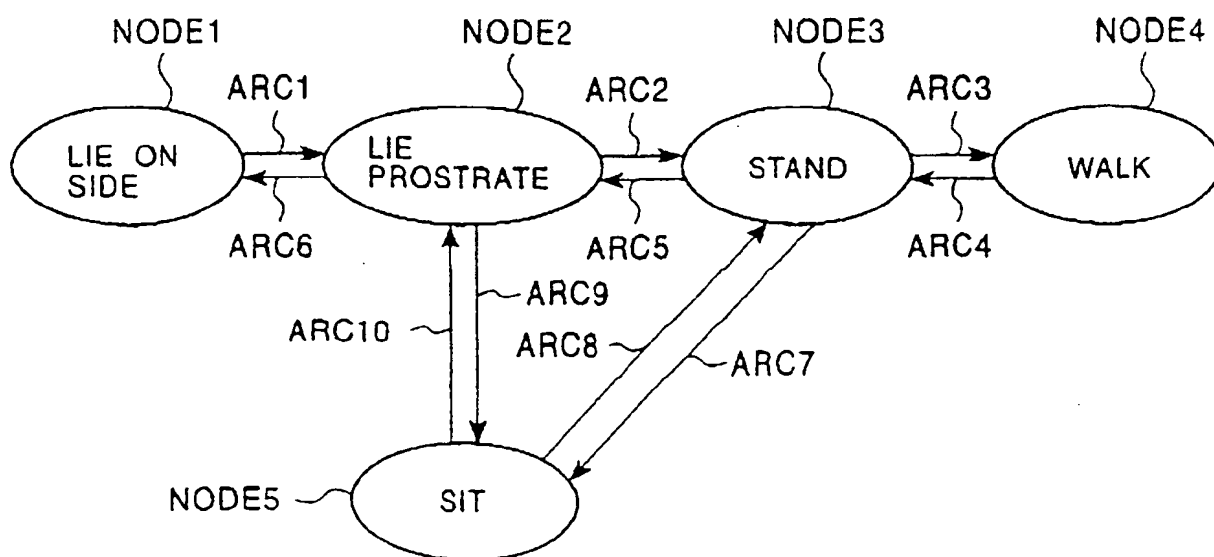 NODE1
NODE2
NODE3
NODE4
ARC1
ARC2
ARC3
LIE ON
SIDE
LIE
PROSTRATE
STAND
WALK
ARC6
ARC5
ARC4
ARC9
ARC10
ARC8
ARC7
NODE5
SIT